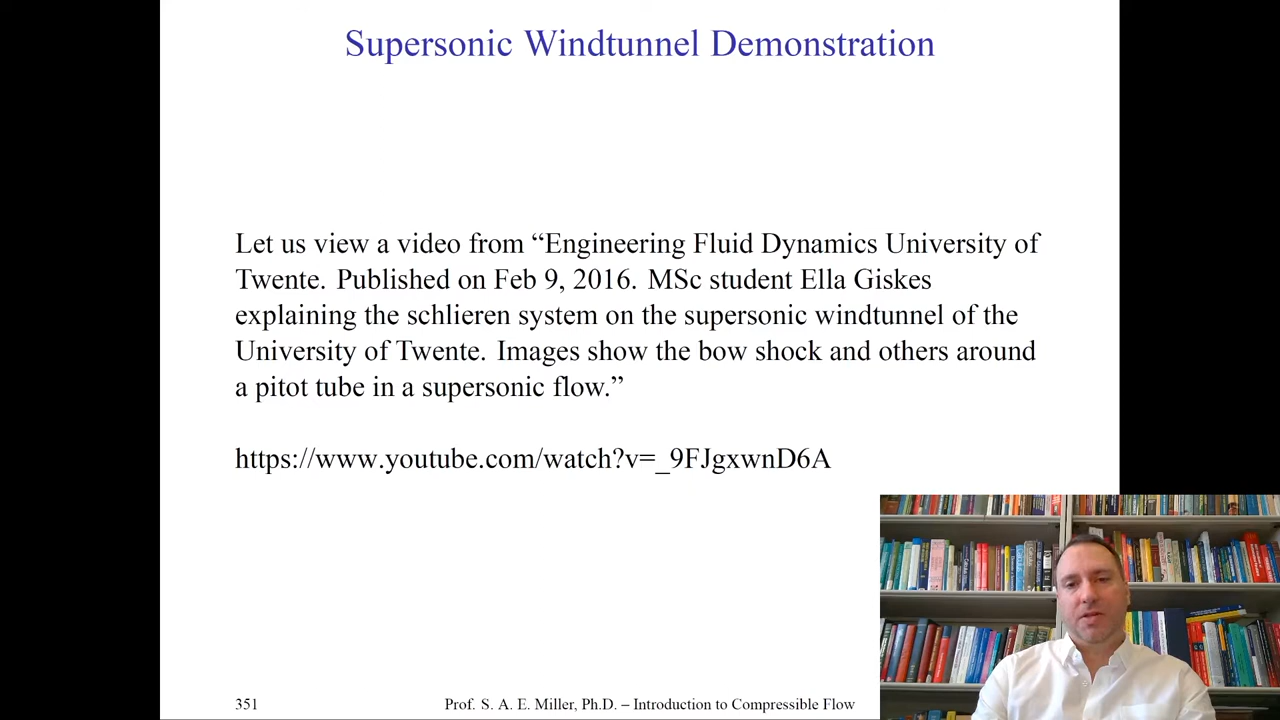 Supersonic Windtunnel Demonstration
Let us view a video from “Engineering Fluid Dynamics University of
Twente. Published on Feb 9, 2016. MSc student Ella Giskes
explaining the schlieren system on the supersonic windtunnel of the
University of Twente. Images show the bow shock and others around
a pitot tube in a supersonic flow.”
https://www.youtube.com/watch?v=_9FJgxwnD6A
351
Prof. S. A. E. Miller, Ph.D. – Introduction to Compressible Flow